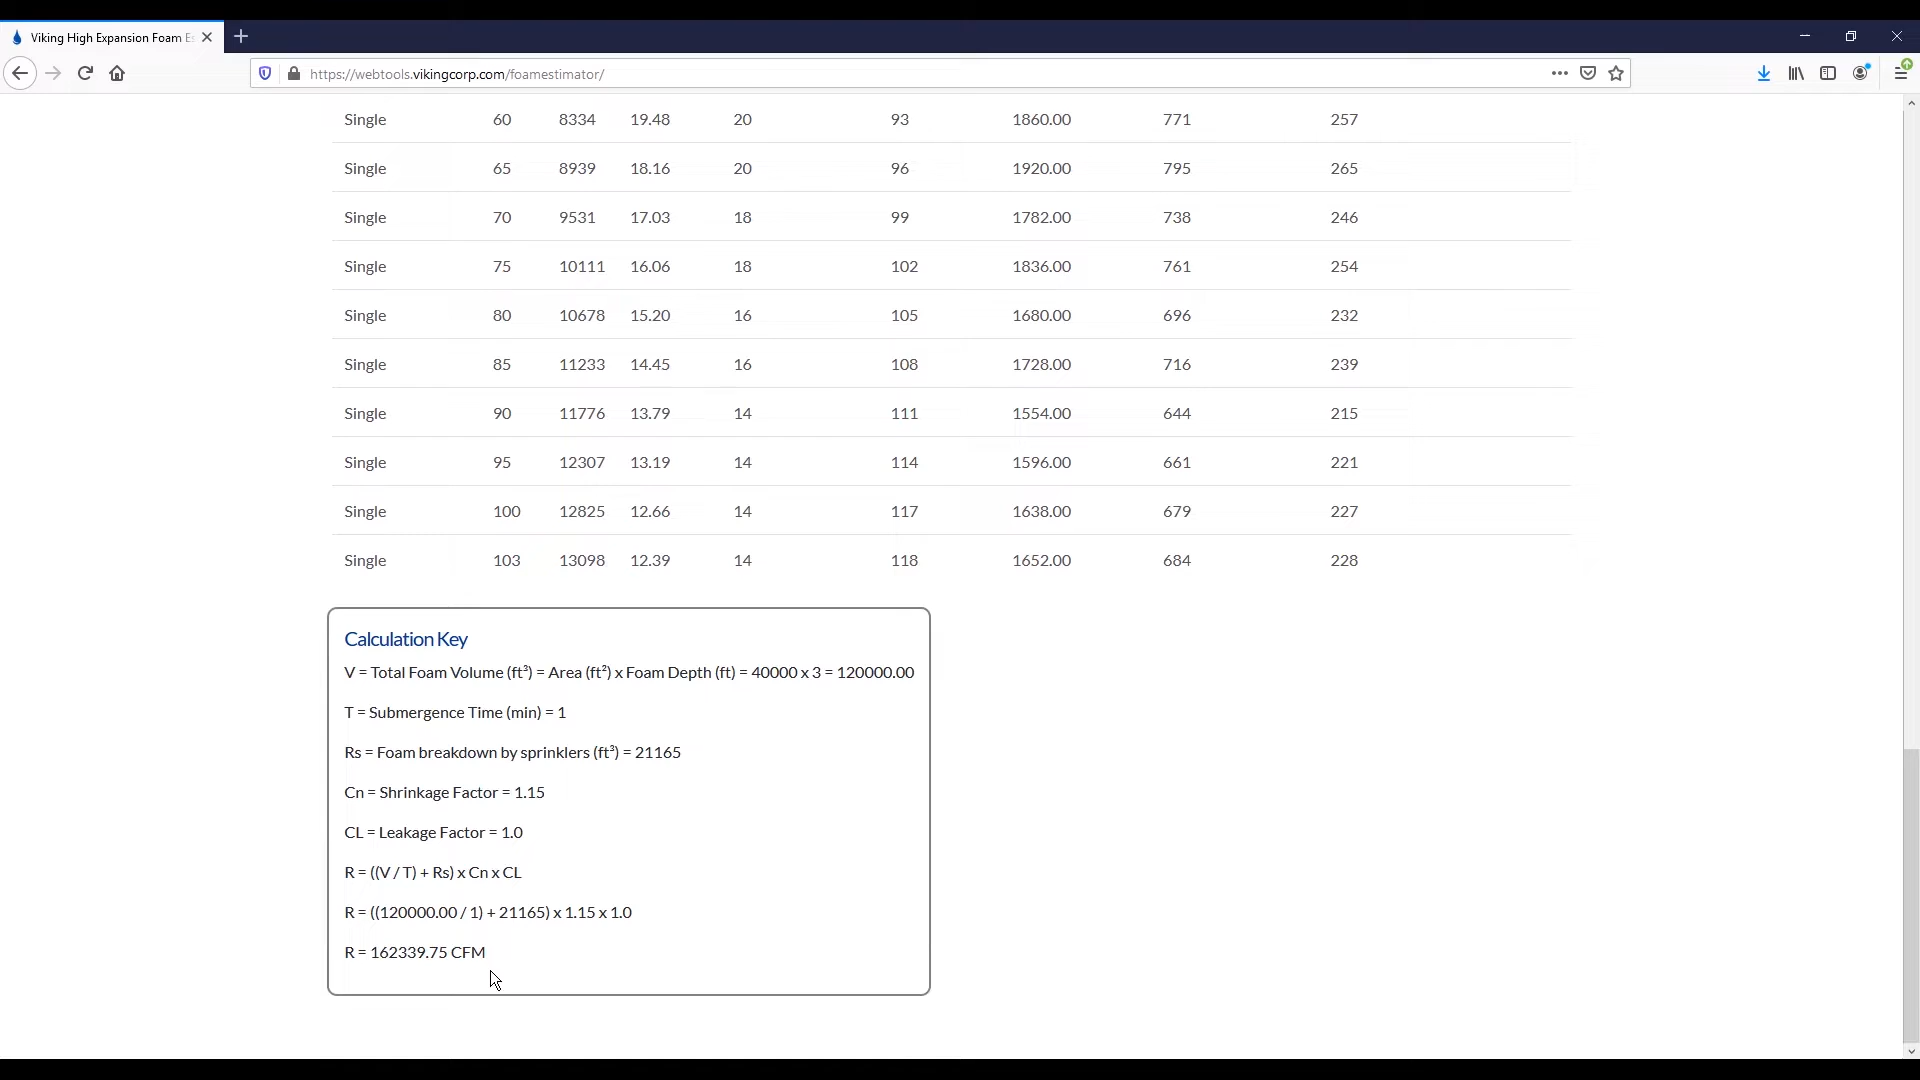 Viking High Expansion Foam Es
https://webtools.vikingcorp.com/foamestimator/
Single 60 8334 19.48 20 93 1860.00 771 257
Single 65 8939 18.16 20 96 1920.00 795 265
Single 70 9531 17.03 18 99 1782.00 738 246
Single 75 10111 16.06 18 102 1836.00 761 254
Single 80 10678 15.20 16 105 1680.00 696 232
Single 85 11233 14.45 16 108 1728.00 716 239
Single 90 11776 13.79 14 111 1554.00 644 215
Single 95 12307 13.19 14 114 1596.00 661 221
Single 100 12825 12.66 14 117 1638.00 679 227
Single 103 13098 12.39 14 118 1652.00 684 228
Calculation Key
V = Total Foam Volume (ft³) = Area (ft²) x Foam Depth (ft) = 40000 x 3 = 120000.00
T = Submergence Time (min) = 1
Rs = Foam breakdown by sprinklers (ft³) = 21165
Cn = Shrinkage Factor = 1.15
CL = Leakage Factor = 1.0
R = ((V / T) + Rs) x Cn x CL
R = ((120000.00 / 1) + 21165) x 1.15 x 1.0
R = 162339.75 CFM